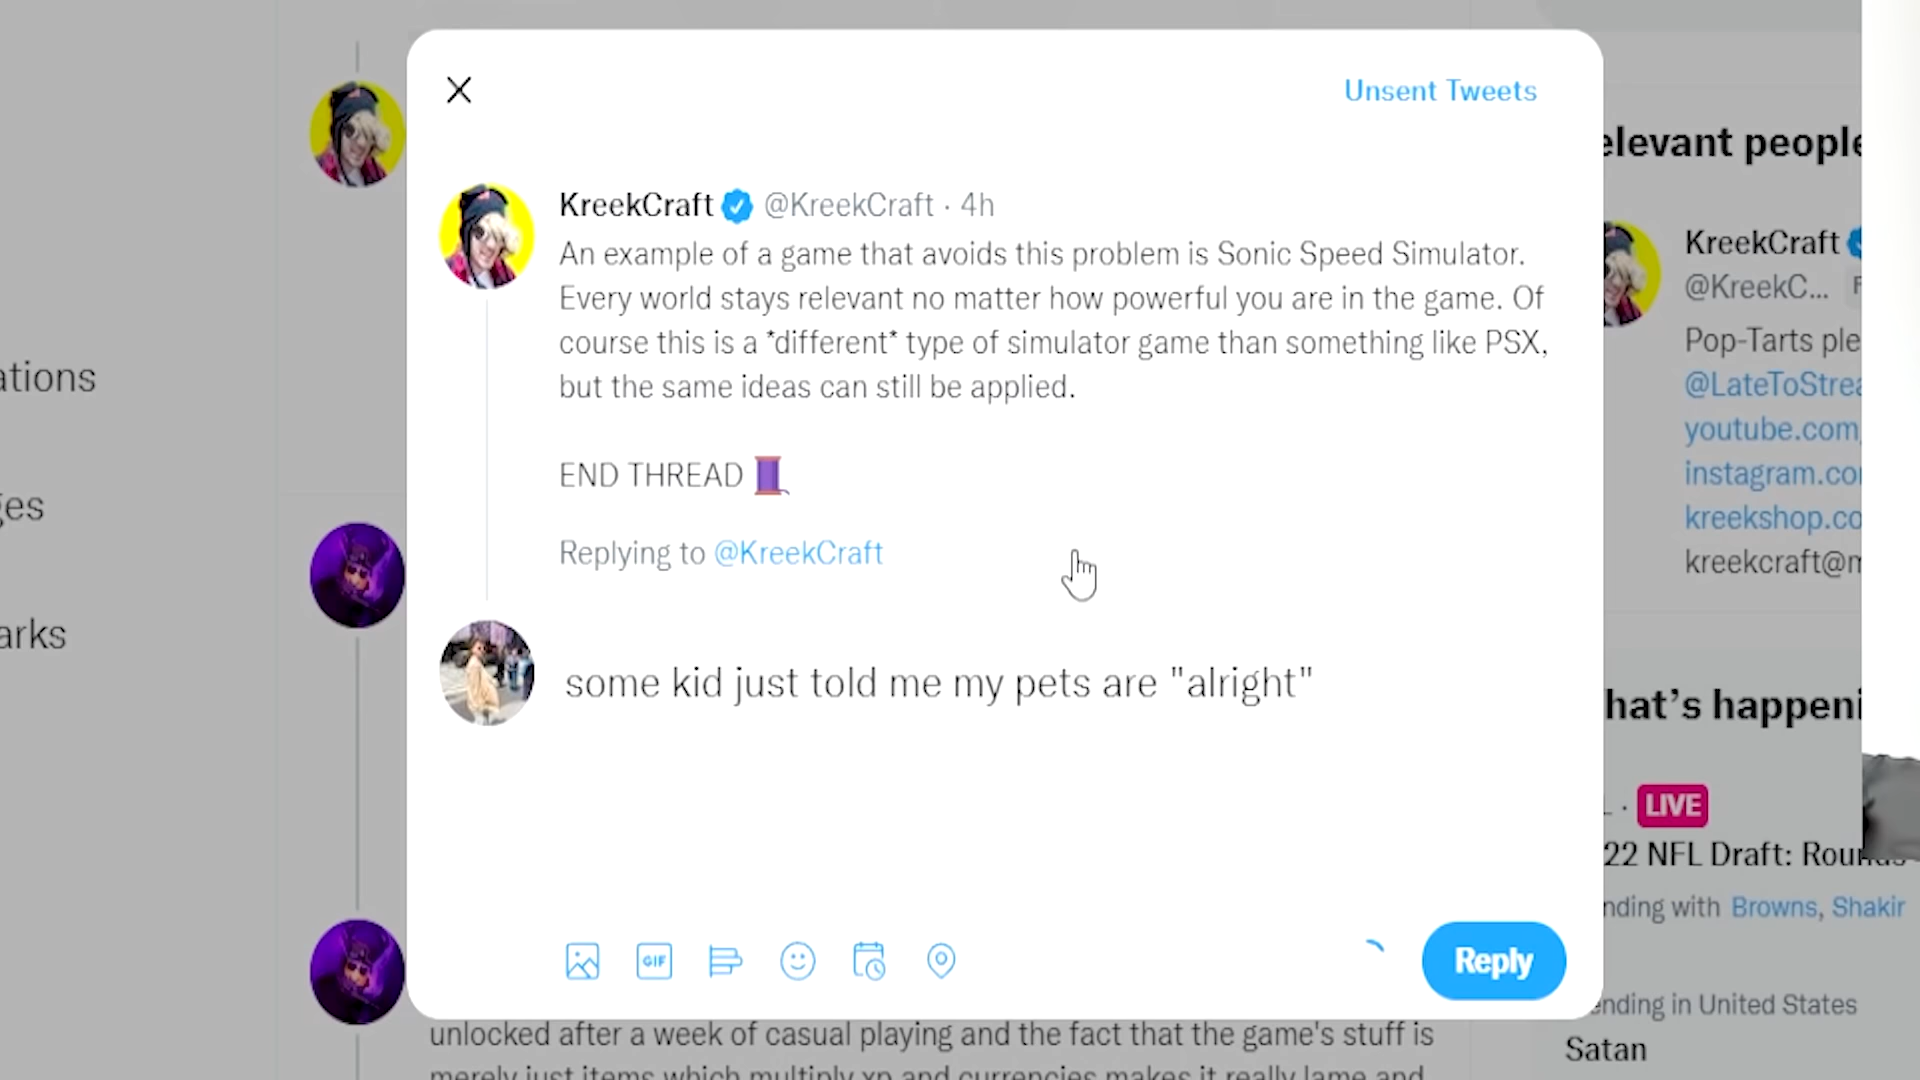 Unsent Tweets
KreekCraft @KreekCraft · 4h
An example of a game that avoids this problem is Sonic Speed Simulator.
Every world stays relevant no matter how powerful you are in the game. Of
course this is a *different* type of simulator game than something like PSX,
but the same ideas can still be applied.
END THREAD
Replying to @KreekCraft
some kid just told me my pets are "alright"
GIF
Reply
ations
ges
arks
elevant people
KreekCraft
@KreekC...
Pop-Tarts ple
@LateToStrea
youtube.com
instagram.co
kreekshop.co
kreekcraft@m
hat's happeni
LIVE
22 NFL Draft: Rounds
nding with Browns, Shakir
ending in United States
Satan
unlocked after a week of casual playing and the fact that the game's stuff is
merely just items which multiply xp and currencies makes it really lame and